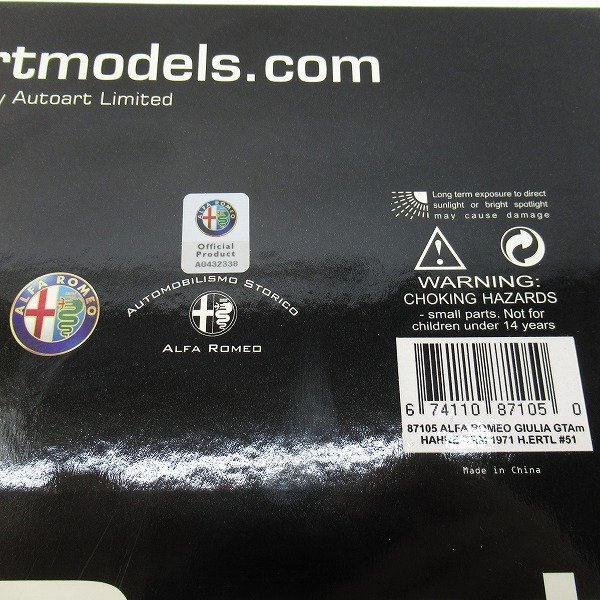 rtmodels.com
y Autoart Limited
Long term exposure to direct
sunlight or bright spotlight
may cause damage
ALFA ROMEO
Official
Product
A0432338
WARNING:
CHOKING HAZARDS
- small parts. Not for
children under 14 years
ALFA ROMEO
AUTOMOBILISMO STORICO
ALFA ROMEO
6 74110 87105 0
87105 ALFA ROMEO GIULIA GTAm
1971 H.ERTL #51
Made in China